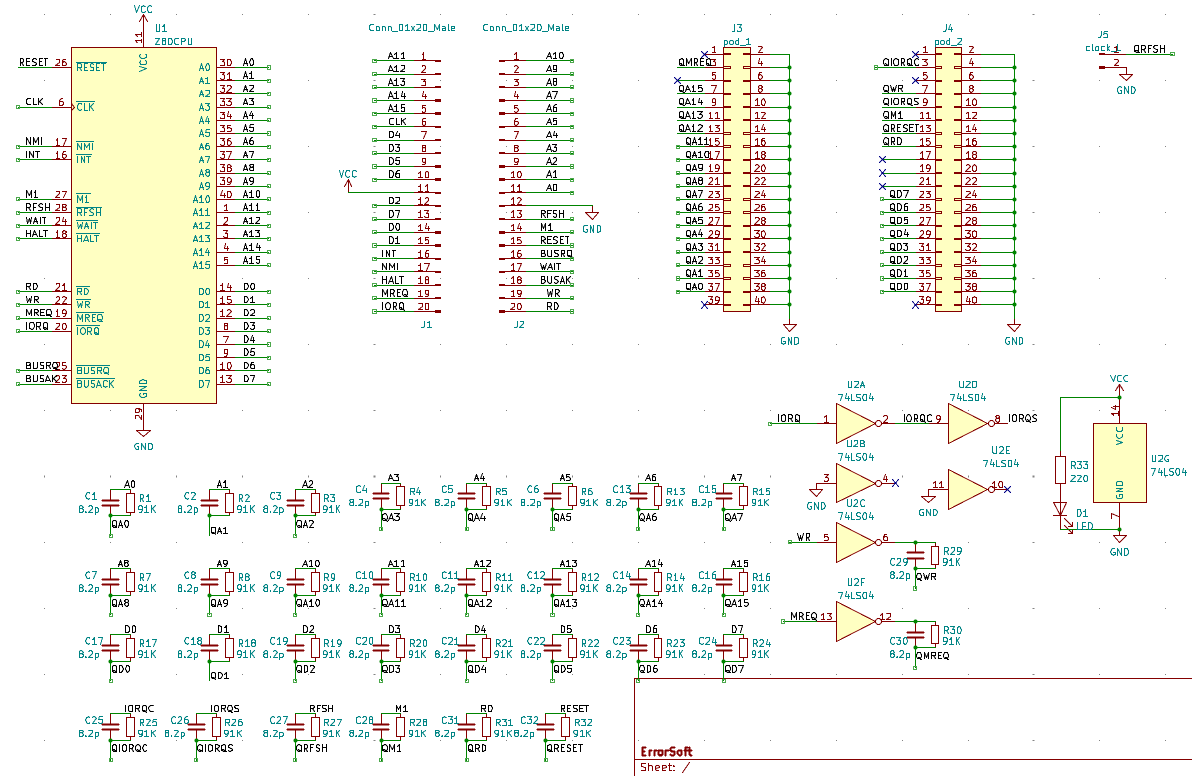 VCC
U1
Z80CPU
11
VCC
RESET 26 RESET
CLK 6 CLK
NMI 17 NMI
INT 16 INT
M1 27 M1
RFSH 28 RFSH
WAIT 24 WAIT
HALT 18 HALT
RD 21 RD
WR 22 WR
MREQ 19 MREQ
IORQ 20 IORQ
BUSRQ 25 BUSRQ
BUSAK 23 BUSACK
A0 30 A0
A1 31 A1
A2 32 A2
A3 33 A3
A4 34 A4
A5 35 A5
A6 36 A6
A7 37 A7
A8 38 A8
A9 39 A9
A10 40 A10
A11 1 A11
A12 2 A12
A13 3 A13
A14 4 A14
A15 5 A15
D0 14 D0
D1 15 D1
D2 12 D2
D3 8 D3
D4 7 D4
D5 9 D5
D6 10 D6
D7 13 D7
GND
29
GND
Conn_01x20_Male
A11 1
A12 2
A13 3
A14 4
A15 5
CLK 6
D4 7
D3 8
D5 9
D6 10
VCC
11
D2 12
D7 13
D0 14
D1 15
INT 16
NMI 17
HALT 18
MREQ 19
IORQ 20
J1
Conn_01x20_Male
1 A10
2 A9
3 A8
4 A7
5 A6
6 A5
7 A4
8 A3
9 A2
10 A1
11 A0
12
GND
13 RFSH
14 M1
15 RESET
16 BUSRQ
17 WAIT
18 BUSAK
19 WR
20 RD
J2
J3
pod_1
1 2
QMREQ 3 4
5 6
QA15 7 8
QA14 9 10
QA13 11 12
QA12 13 14
QA11 15 16
QA10 17 18
QA9 19 20
QA8 21 22
QA7 23 24
QA6 25 26
QA5 27 28
QA4 29 30
QA3 31 32
QA2 33 34
QA1 35 36
QA0 37 38
39 40
GND
J4
pod_2
1 2
QIORQC 3 4
5 6
QWR 7 8
QIORQS 9 10
QM1 11 12
QRESET 13 14
QRD 15 16
17 18
19 20
21 22
QD7 23 24
QD6 25 26
QD5 27 28
QD4 29 30
QD3 31 32
QD2 33 34
QD1 35 36
QD0 37 38
39 40
GND
J5
clock
1 QRFSH
2
GND
U2A
74LS04
IORQ 1 2 IORQC
U2D
74LS04
9 8 IORQS
U2B
74LS04
3 4
GND
U2E
74LS04
11 10
GND
U2C
74LS04
WR 5 6
C29
8.2p
R29
91K
QWR
U2F
74LS04
MREQ 13 12
C30
8.2p
R30
91K
QMREQ
VCC
14
VCC
U2G
74LS04
GND
7
GND
R33
220
D1
LED
A0 A1 A2 A3 A4 A5 A6 A7
C1 R1 C2 R2 C3 R3 C4 R4 C5 R5 C6 R6 C13 R13 C15 R15
8.2p 91K 8.2p 91K 8.2p 91K 8.2p 91K 8.2p 91K 8.2p 91K 8.2p 91K 8.2p 91K
QA0 QA1 QA2 QA3 QA4 QA5 QA6 QA7
A8 A9 A10 A11 A12 A13 A14 A15
C7 R7 C8 R8 C9 R9 C10 R10 C11 R11 C12 R12 C14 R14 C16 R16
8.2p 91K 8.2p 91K 8.2p 91K 8.2p 91K 8.2p 91K 8.2p 91K 8.2p 91K 8.2p 91K
QA8 QA9 QA10 QA11 QA12 QA13 QA14 QA15
D0 D1 D2 D3 D4 D5 D6 D7
C17 R17 C18 R18 C19 R19 C20 R20 C21 R21 C22 R22 C23 R23 C24 R24
8.2p 91K 8.2p 91K 8.2p 91K 8.2p 91K 8.2p 91K 8.2p 91K 8.2p 91K 8.2p 91K
QD0 QD1 QD2 QD3 QD4 QD5 QD6 QD7
IORQC IORQS RFSH M1 RD RESET
C25 R25 C26 R26 C27 R27 C28 R28 C31 R31 C32 R32
8.2p 91K 8.2p 91K 8.2p 91K 8.2p 91K 8.2p 91K 8.2p 91K
QIORQC QIORQS QRFSH QM1 QRD QRESET
ErrorSoft
Sheet: /